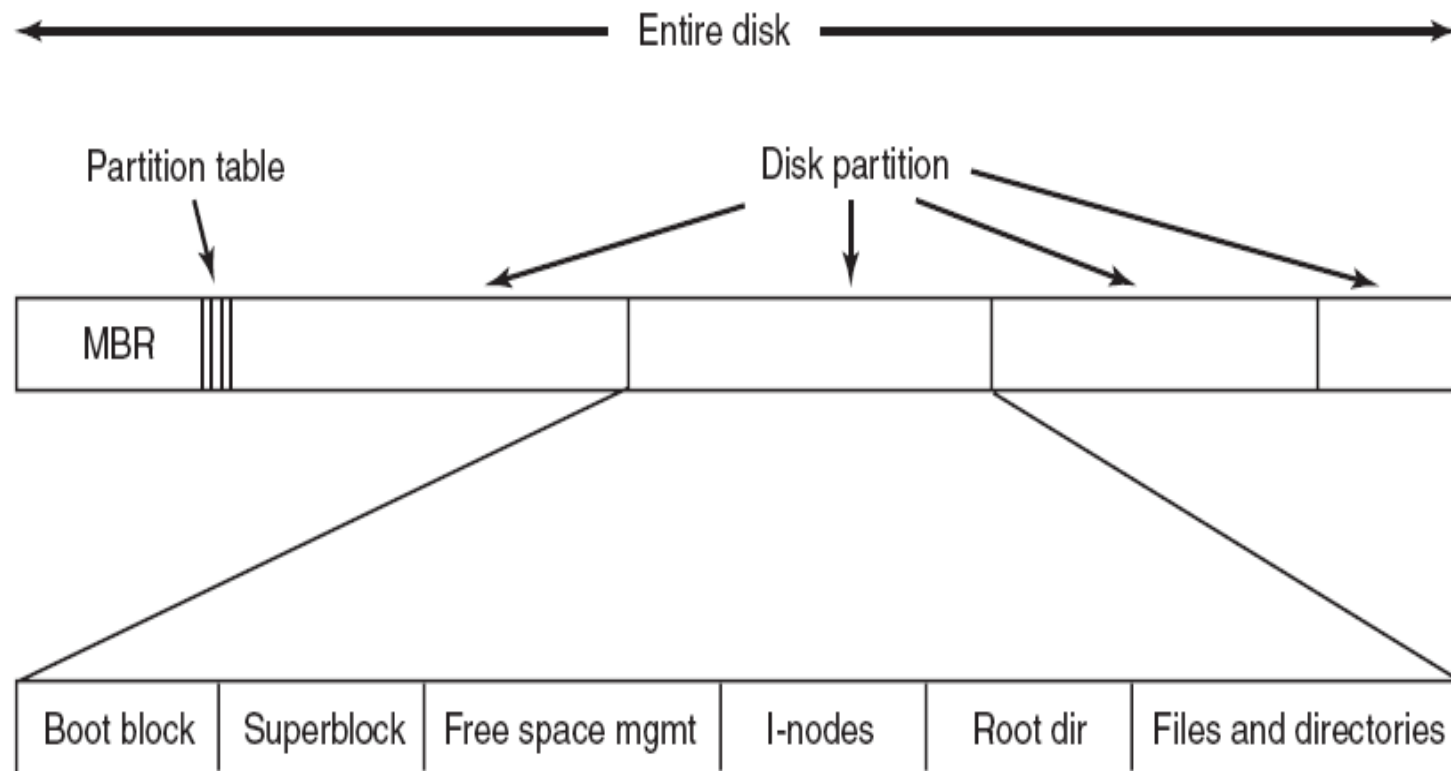 Entire disk
Partition table
Disk partition
MBR
Boot block
Superblock
Free space mgmt
I-nodes
Root dir
Files and directories